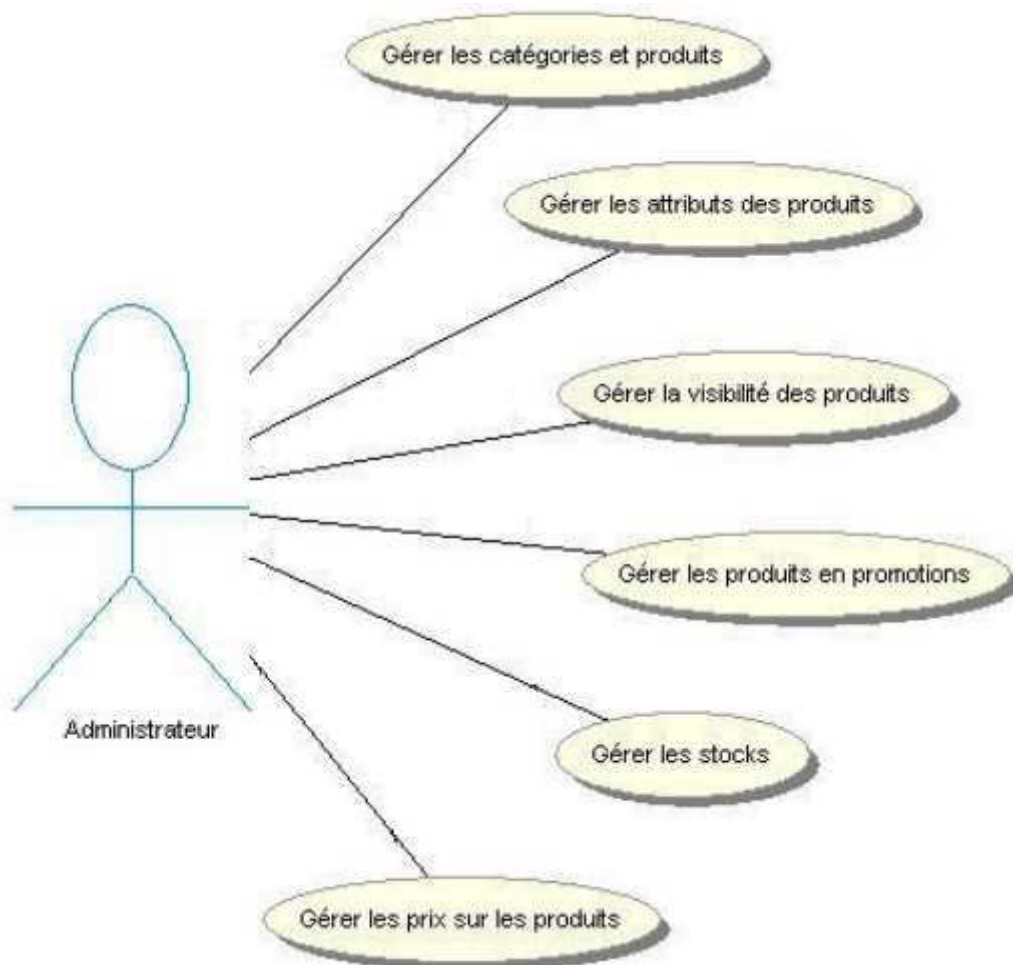 Gérer les catégories et produits
Gérer les attributs des produits
Gérer la visibilité des produits
Gérer les produits en promotions
Administrateur
Gérer les stocks
Gérer les prix sur les produits